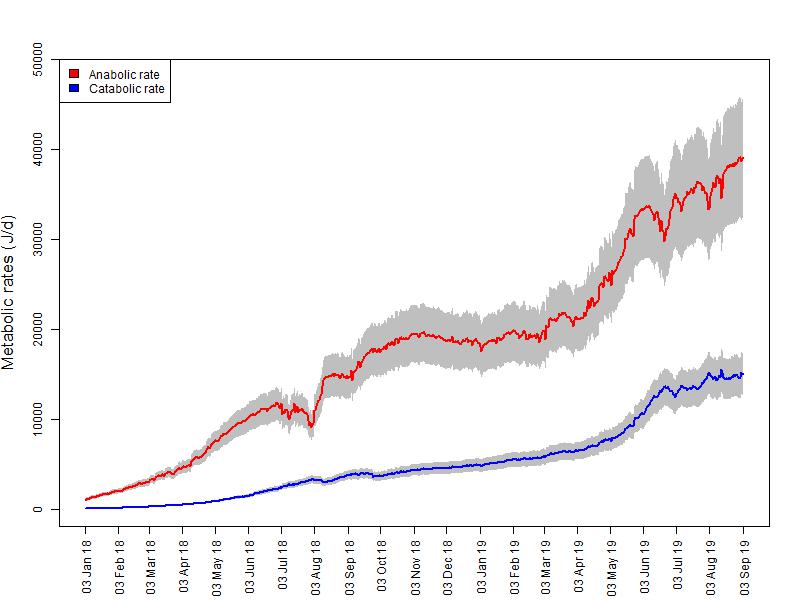 Anabolic rate
Catabolic rate
Metabolic rates (J/d)
50000
40000
30000
20000
10000
0
03 Jan 18
03 Feb 18
03 Mar 18
03 Apr 18
03 May 18
03 Jun 18
03 Jul 18
03 Aug 18
03 Sep 18
03 Oct 18
03 Nov 18
03 Dec 18
03 Jan 19
03 Feb 19
03 Mar 19
03 Apr 19
03 May 19
03 Jun 19
03 Jul 19
03 Aug 19
03 Sep 19